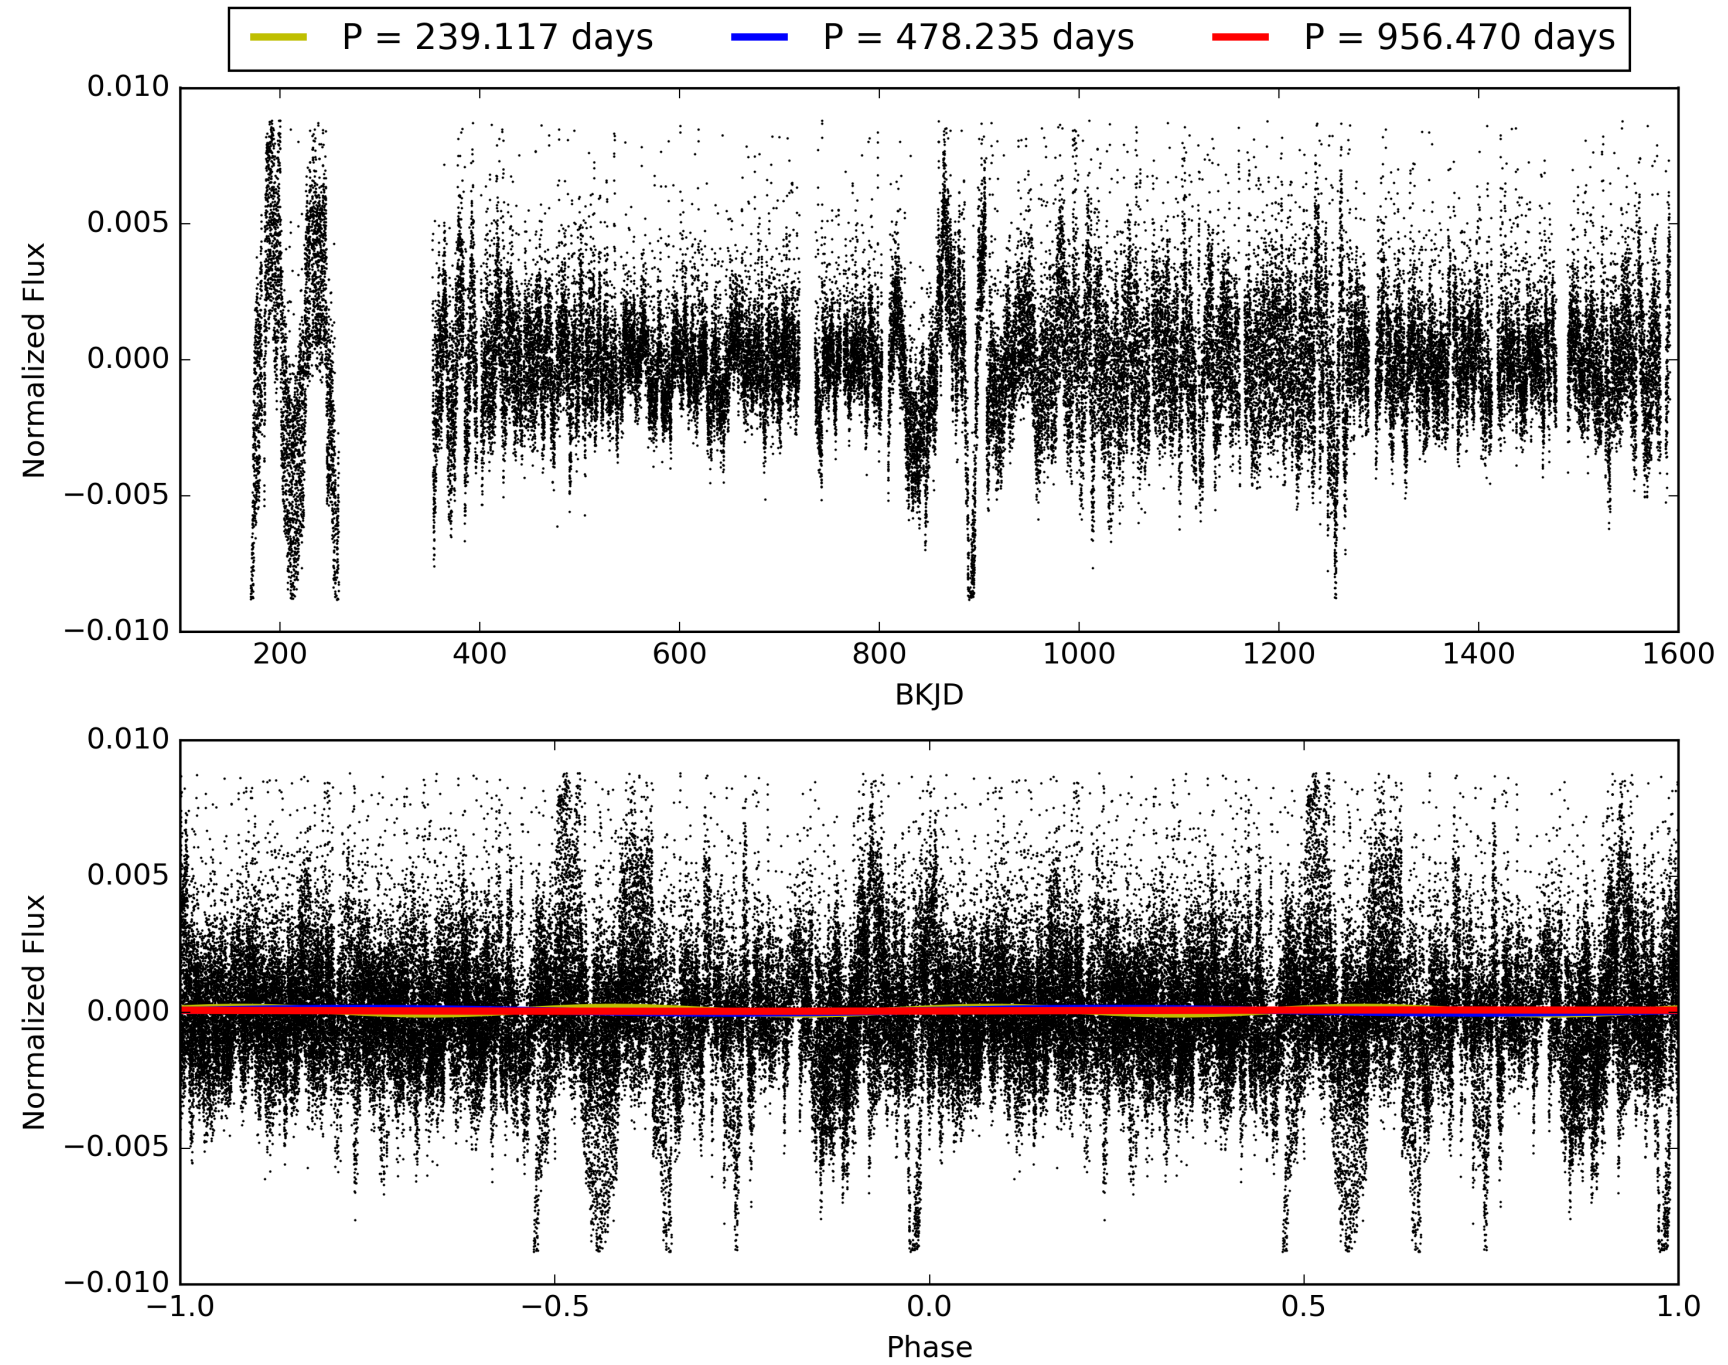 P = 239.117 days P = 478.235 days P = 956.470 days
0.010
0.005
0.000
−0.005
−0.010
Normalized Flux
200 400 600 800 1000 1200 1400 1600
BKJD
0.010
0.005
0.000
−0.005
−0.010
Normalized Flux
−1.0 −0.5 0.0 0.5 1.0
Phase